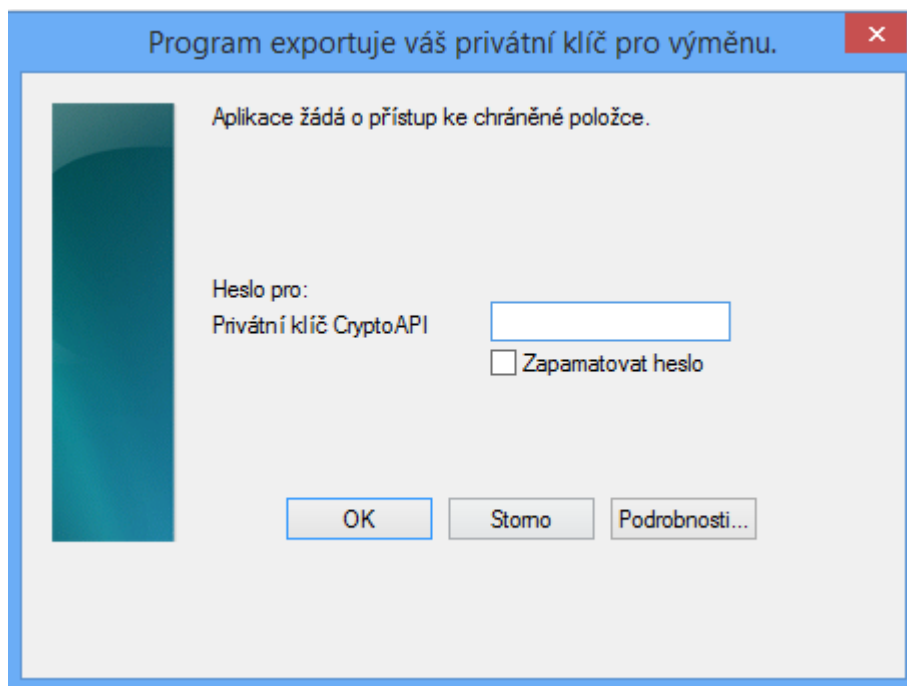 Program exportuje váš privátní klíč pro výměnu.
Aplikace žádá o přístup ke chráněné položce.
Heslo pro:
Privátní klíč CryptoAPI
Zapamatovat heslo
OK
Storno
Podrobnosti...